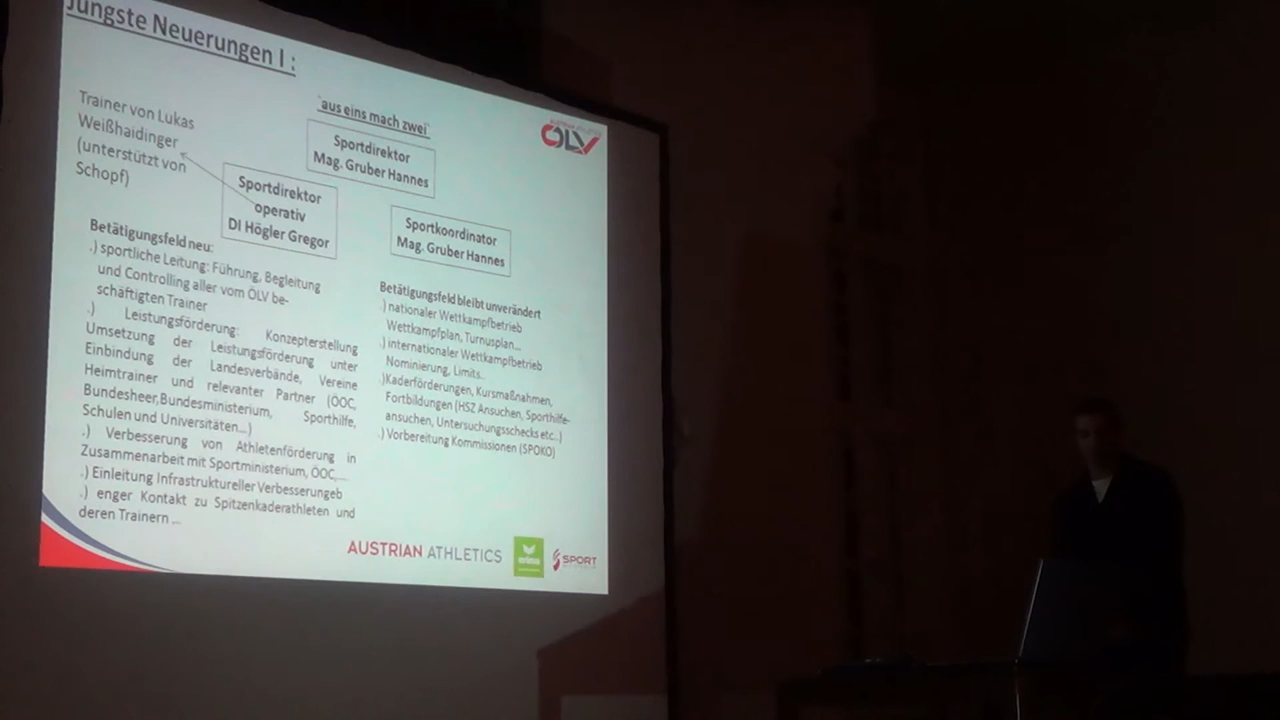 Jüngste Neuerungen I :
Trainer von Lukas
Weißhaidinger
(unterstützt von
Schopf)
"aus eins mach zwei"
Sportdirektor
Mag. Gruber Hannes
ÖLV
Sportdirektor
operativ
DI Högler Gregor
Sportkoordinator
Mag. Gruber Hannes
Betätigungsfeld neu:
.) sportliche Leitung: Führung, Begleitung
und Controlling aller vom ÖLV be-
schäftigten Trainer
.) Leistungsförderung: Konzepterstellung
Umsetzung der Leistungsförderung unter
Einbindung der Landesverbände, Vereine
Heimtrainer und relevanter Partner (ÖOC,
Bundesheer,Bundesministerium, Sporthilfe,
Schulen und Universitäten...)
.) Verbesserung von Athletenförderung in
Zusammenarbeit mit Sportministerium, ÖOC,...
.) Einleitung Infrastruktureller Verbesserungeb
.) enger Kontakt zu Spitzenkaderathleten und
deren Trainern ...
Betätigungsfeld bleibt unverändert
.) nationaler Wettkampfbetrieb
Wettkampfplan, Turnusplan...
.) internationaler Wettkampfbetrieb
Nominierung, Limits..
.)Kaderförderungen, Kursmaßnahmen,
Fortbildungen (HSZ Ansuchen, Sporthilfe-
ansuchen, Untersuchungsschecks etc..)
.) Vorbereitung Kommissionen (SPOKO)
AUSTRIAN ATHLETICS
erima
SPORT